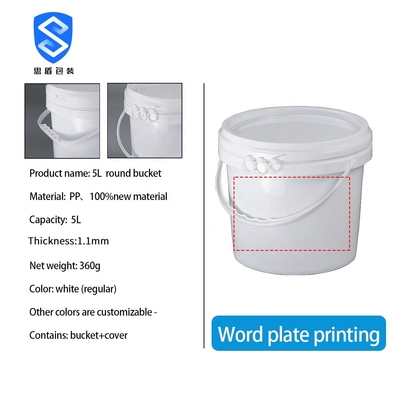 思盾包装
Product name: 5L round bucket
Material: PP、100%new material
Capacity: 5L
Thickness:1.1mm
Net weight: 360g
Color: white (regular)
Other colors are customizable -
Contains: bucket+cover
Word plate printing